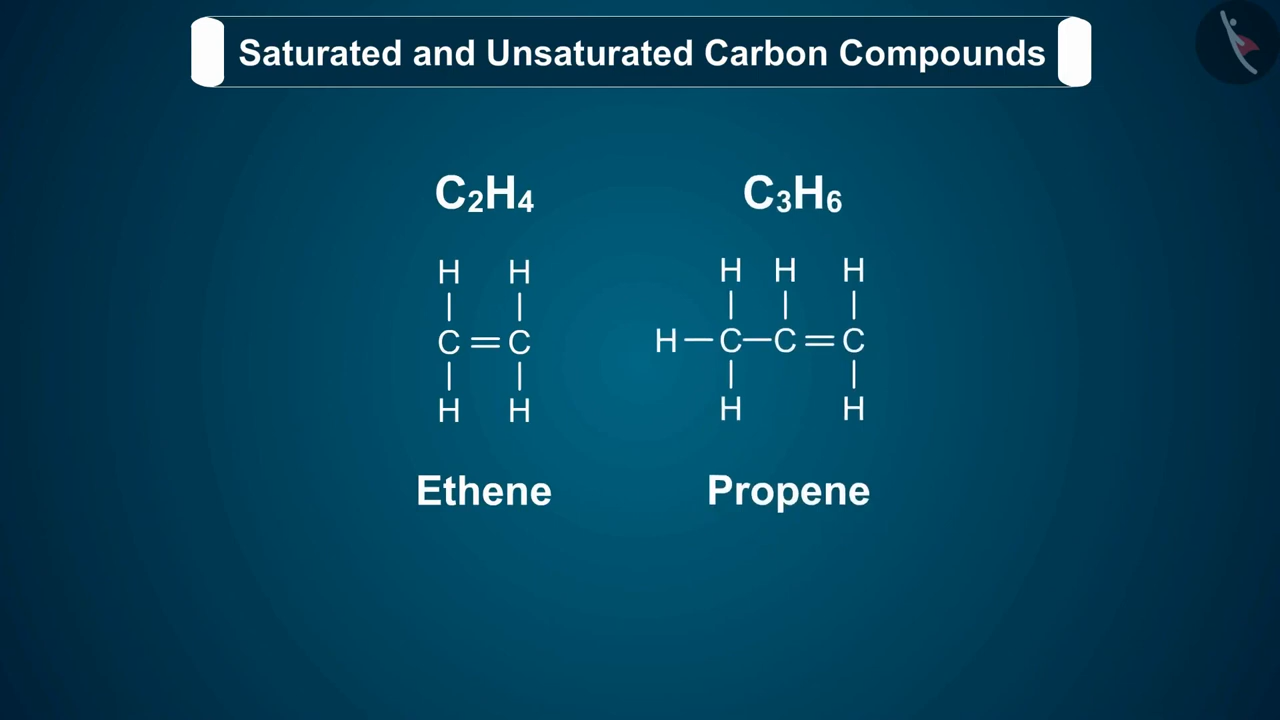 Saturated and Unsaturated Carbon Compounds
C₂H₄ C₃H₆
H H H H H
C=C H—C—C=C
H H H H
Ethene Propene